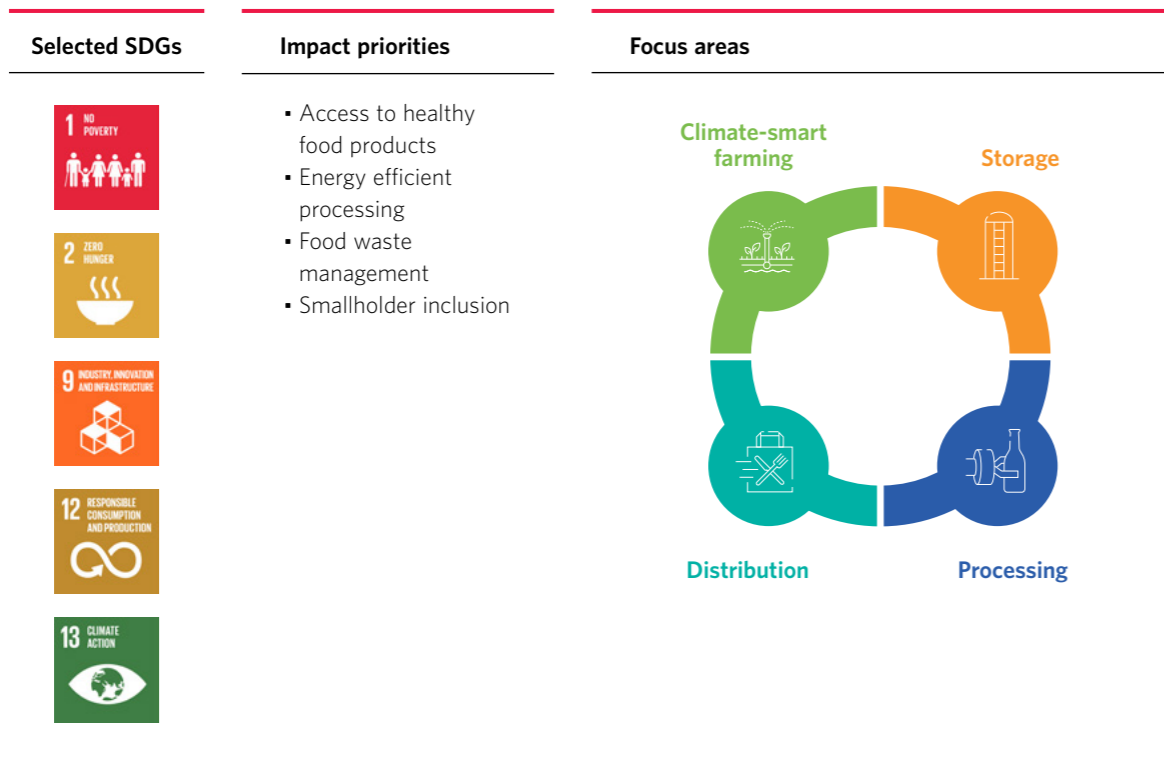 Selected SDGs
1 NO
POVERTY
2 ZERO
HUNGER
9 INDUSTRY, INNOVATION
AND INFRASTRUCTURE
12 RESPONSIBLE
CONSUMPTION
AND PRODUCTION
13 CLIMATE
ACTION
Impact priorities
▪ Access to healthy
food products
▪ Energy efficient
processing
▪ Food waste
management
▪ Smallholder inclusion
Focus areas
Climate-smart
farming
Storage
Distribution
Processing